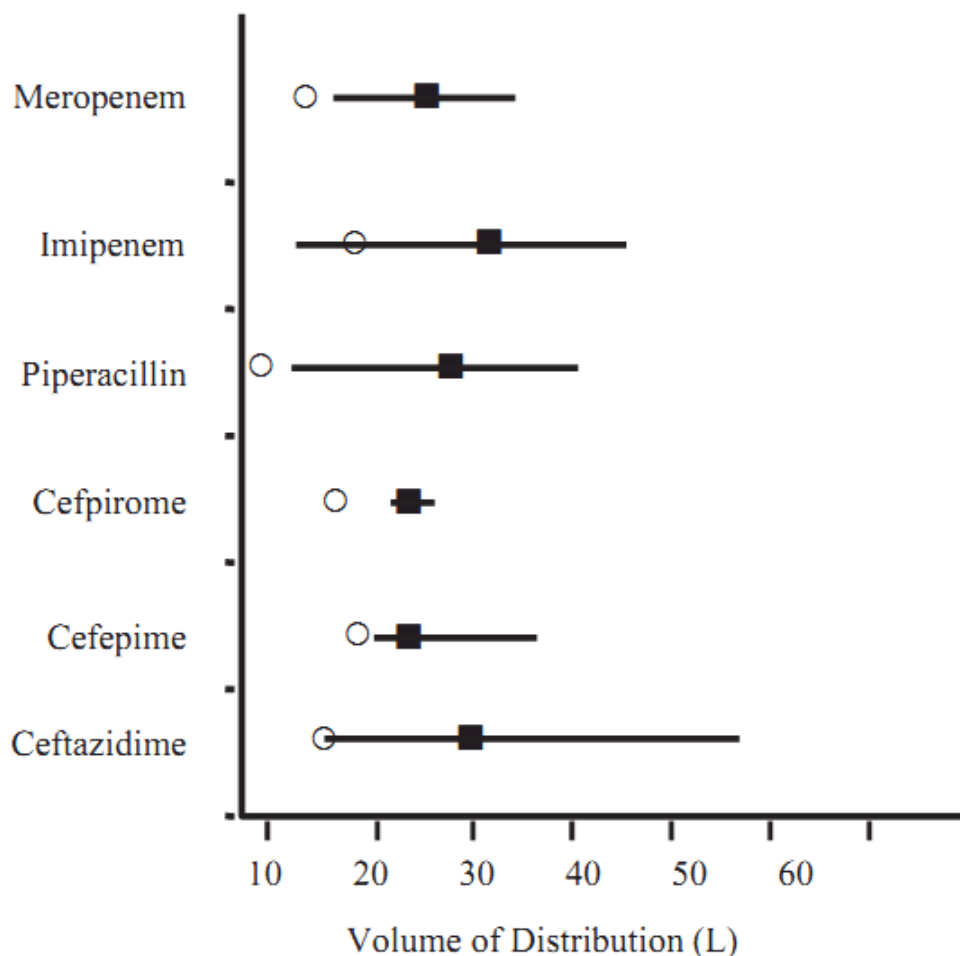 Meropenem
Imipenem
Piperacillin
Cefpirome
Cefepime
Ceftazidime
10 20 30 40 50 60
Volume of Distribution (L)